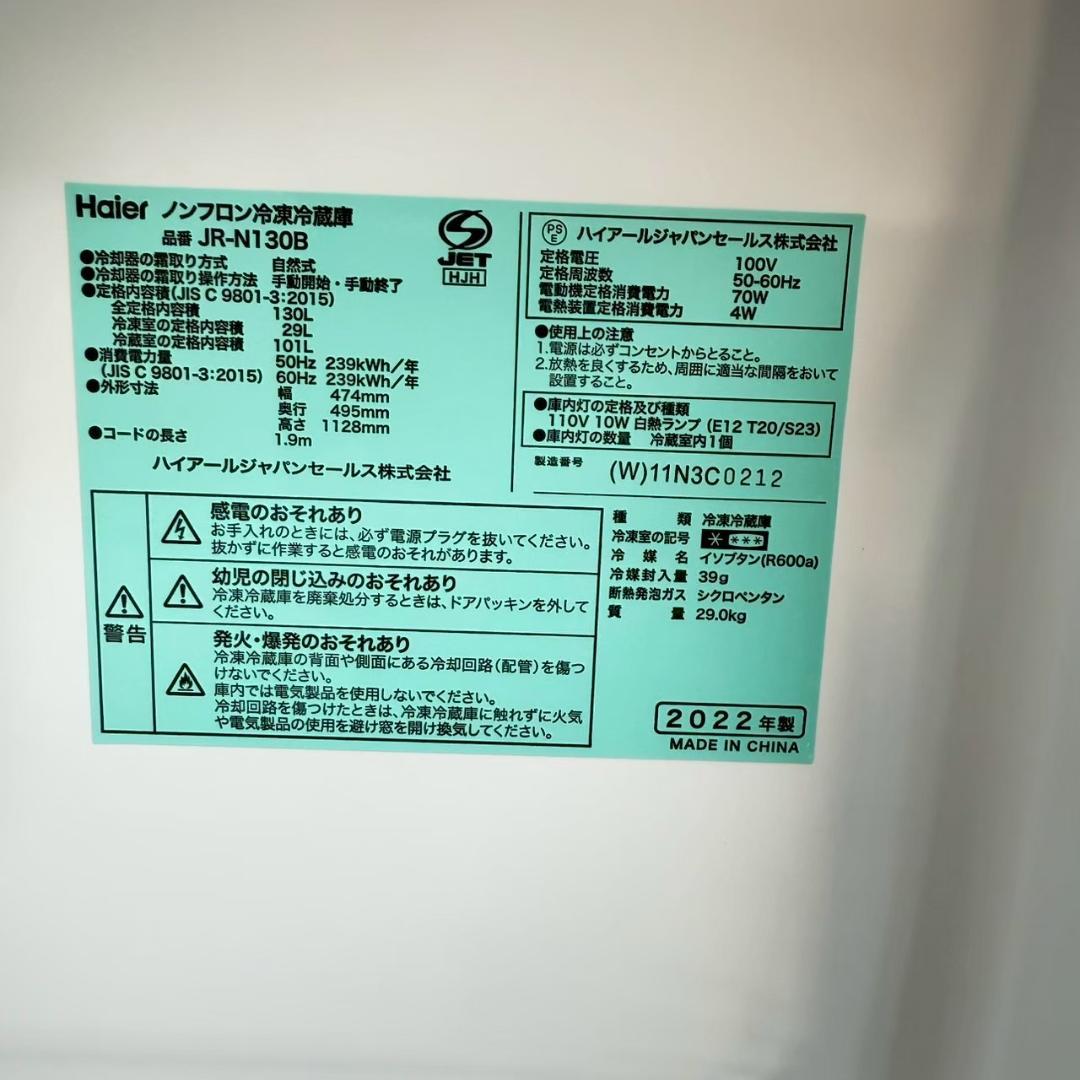 Haier ノンフロン冷凍冷蔵庫
品番 JR-N130B
JET
HJH
●冷却器の霜取り方式 自然式
●冷却器の霜取り操作方法 手動開始・手動終了
●定格内容積(JIS C 9801-3:2015)
全定格内容積 130L
冷凍室の定格内容積 29L
冷蔵室の定格内容積 101L
●消費電力量 50Hz 239kWh/年
(JIS C 9801-3:2015) 60Hz 239kWh/年
●外形寸法 幅 474mm
奥行 495mm
高さ 1128mm
●コードの長さ 1.9m
ハイアールジャパンセールス株式会社
PS
E
ハイアールジャパンセールス株式会社
定格電圧 100V
定格周波数 50-60Hz
電動機定格消費電力 70W
電熱装置定格消費電力 4W
●使用上の注意
1.電源は必ずコンセントからとること。
2.放熱を良くするため、周囲に適当な間隔をおいて
設置すること。
●庫内灯の定格及び種類
110V 10W 白熱ランプ (E12 T20/S23)
●庫内灯の数量 冷蔵室内1個
製造番号 (W)11N3C0212
警告
感電のおそれあり
お手入れのときには、必ず電源プラグを抜いてください。
抜かずに作業すると感電のおそれがあります。
幼児の閉じ込みのおそれあり
冷凍冷蔵庫を廃棄処分するときは、ドアパッキンを外して
ください。
発火・爆発のおそれあり
冷凍冷蔵庫の背面や側面にある冷却回路(配管)を傷つ
けないでください。
庫内では電気製品を使用しないでください。
冷却回路を傷つけたときは、冷凍冷蔵庫に触れずに火気
や電気製品の使用を避け窓を開け換気してください。
種類 冷凍冷蔵庫
冷凍室の記号 * ***
冷媒名 イソブタン(R600a)
冷媒封入量 39g
断熱発泡ガス シクロペンタン
質量 29.0kg
2022年製
MADE IN CHINA